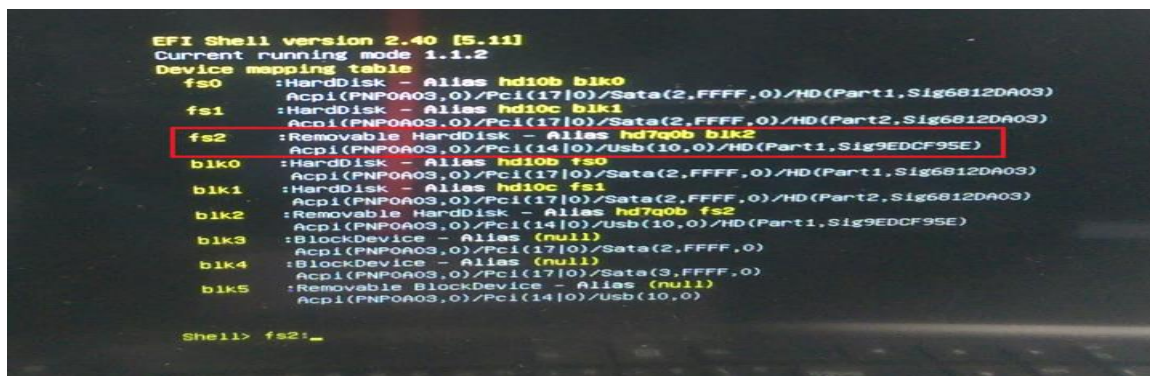 EFI Shell version 2.40 [5.11]
Current running mode 1.1.2
Device mapping table
fs0 :HardDisk - Alias hd10b blk0
Acpi(PNP0A03,0)/Pci(17|0)/Sata(2,FFFF,0)/HD(Part1,Sig6812DA03)
fs1 :HardDisk - Alias hd10c blk1
Acpi(PNP0A03,0)/Pci(17|0)/Sata(2,FFFF,0)/HD(Part2,Sig6812DA03)
fs2 :Removable HardDisk - Alias hd7q0b blk2
Acpi(PNP0A03,0)/Pci(14|0)/Usb(10,0)/HD(Part1,Sig9EDCF95E)
blk0 :HardDisk - Alias hd10b fs0
Acpi(PNP0A03,0)/Pci(17|0)/Sata(2,FFFF,0)/HD(Part1,Sig6812DA03)
blk1 :HardDisk - Alias hd10c fs1
Acpi(PNP0A03,0)/Pci(17|0)/Sata(2,FFFF,0)/HD(Part2,Sig6812DA03)
blk2 :Removable HardDisk - Alias hd7q0b fs2
Acpi(PNP0A03,0)/Pci(14|0)/Usb(10,0)/HD(Part1,Sig9EDCF95E)
blk3 :BlockDevice - Alias (null)
Acpi(PNP0A03,0)/Pci(17|0)/Sata(2,FFFF,0)
blk4 :BlockDevice - Alias (null)
Acpi(PNP0A03,0)/Pci(17|0)/Sata(3,FFFF,0)
blk5 :Removable BlockDevice - Alias (null)
Acpi(PNP0A03,0)/Pci(14|0)/Usb(10,0)
Shell> fs2:_